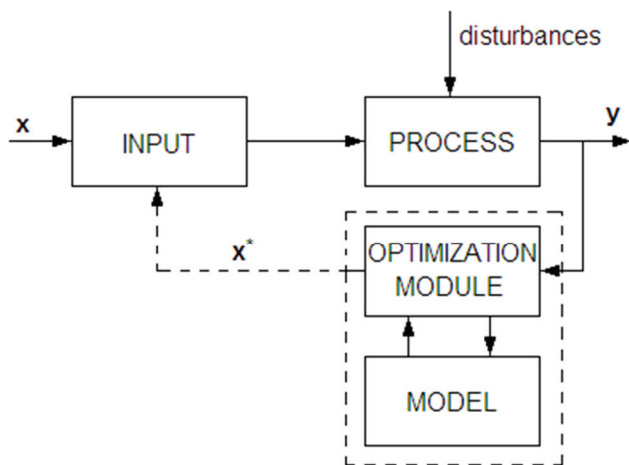 disturbances
x
INPUT
PROCESS
y
x*
OPTIMIZATION
MODULE
MODEL